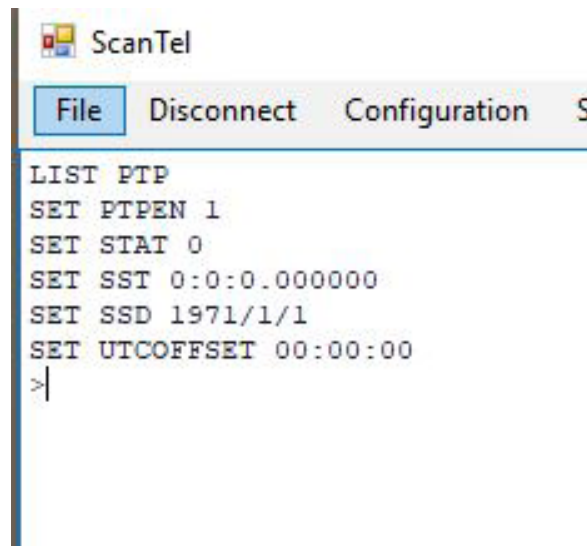 ScanTel
File Disconnect Configuration
LIST PTP
SET PTPEN 1
SET STAT 0
SET SST 0:0:0.000000
SET SSD 1971/1/1
SET UTCOFFSET 00:00:00
>